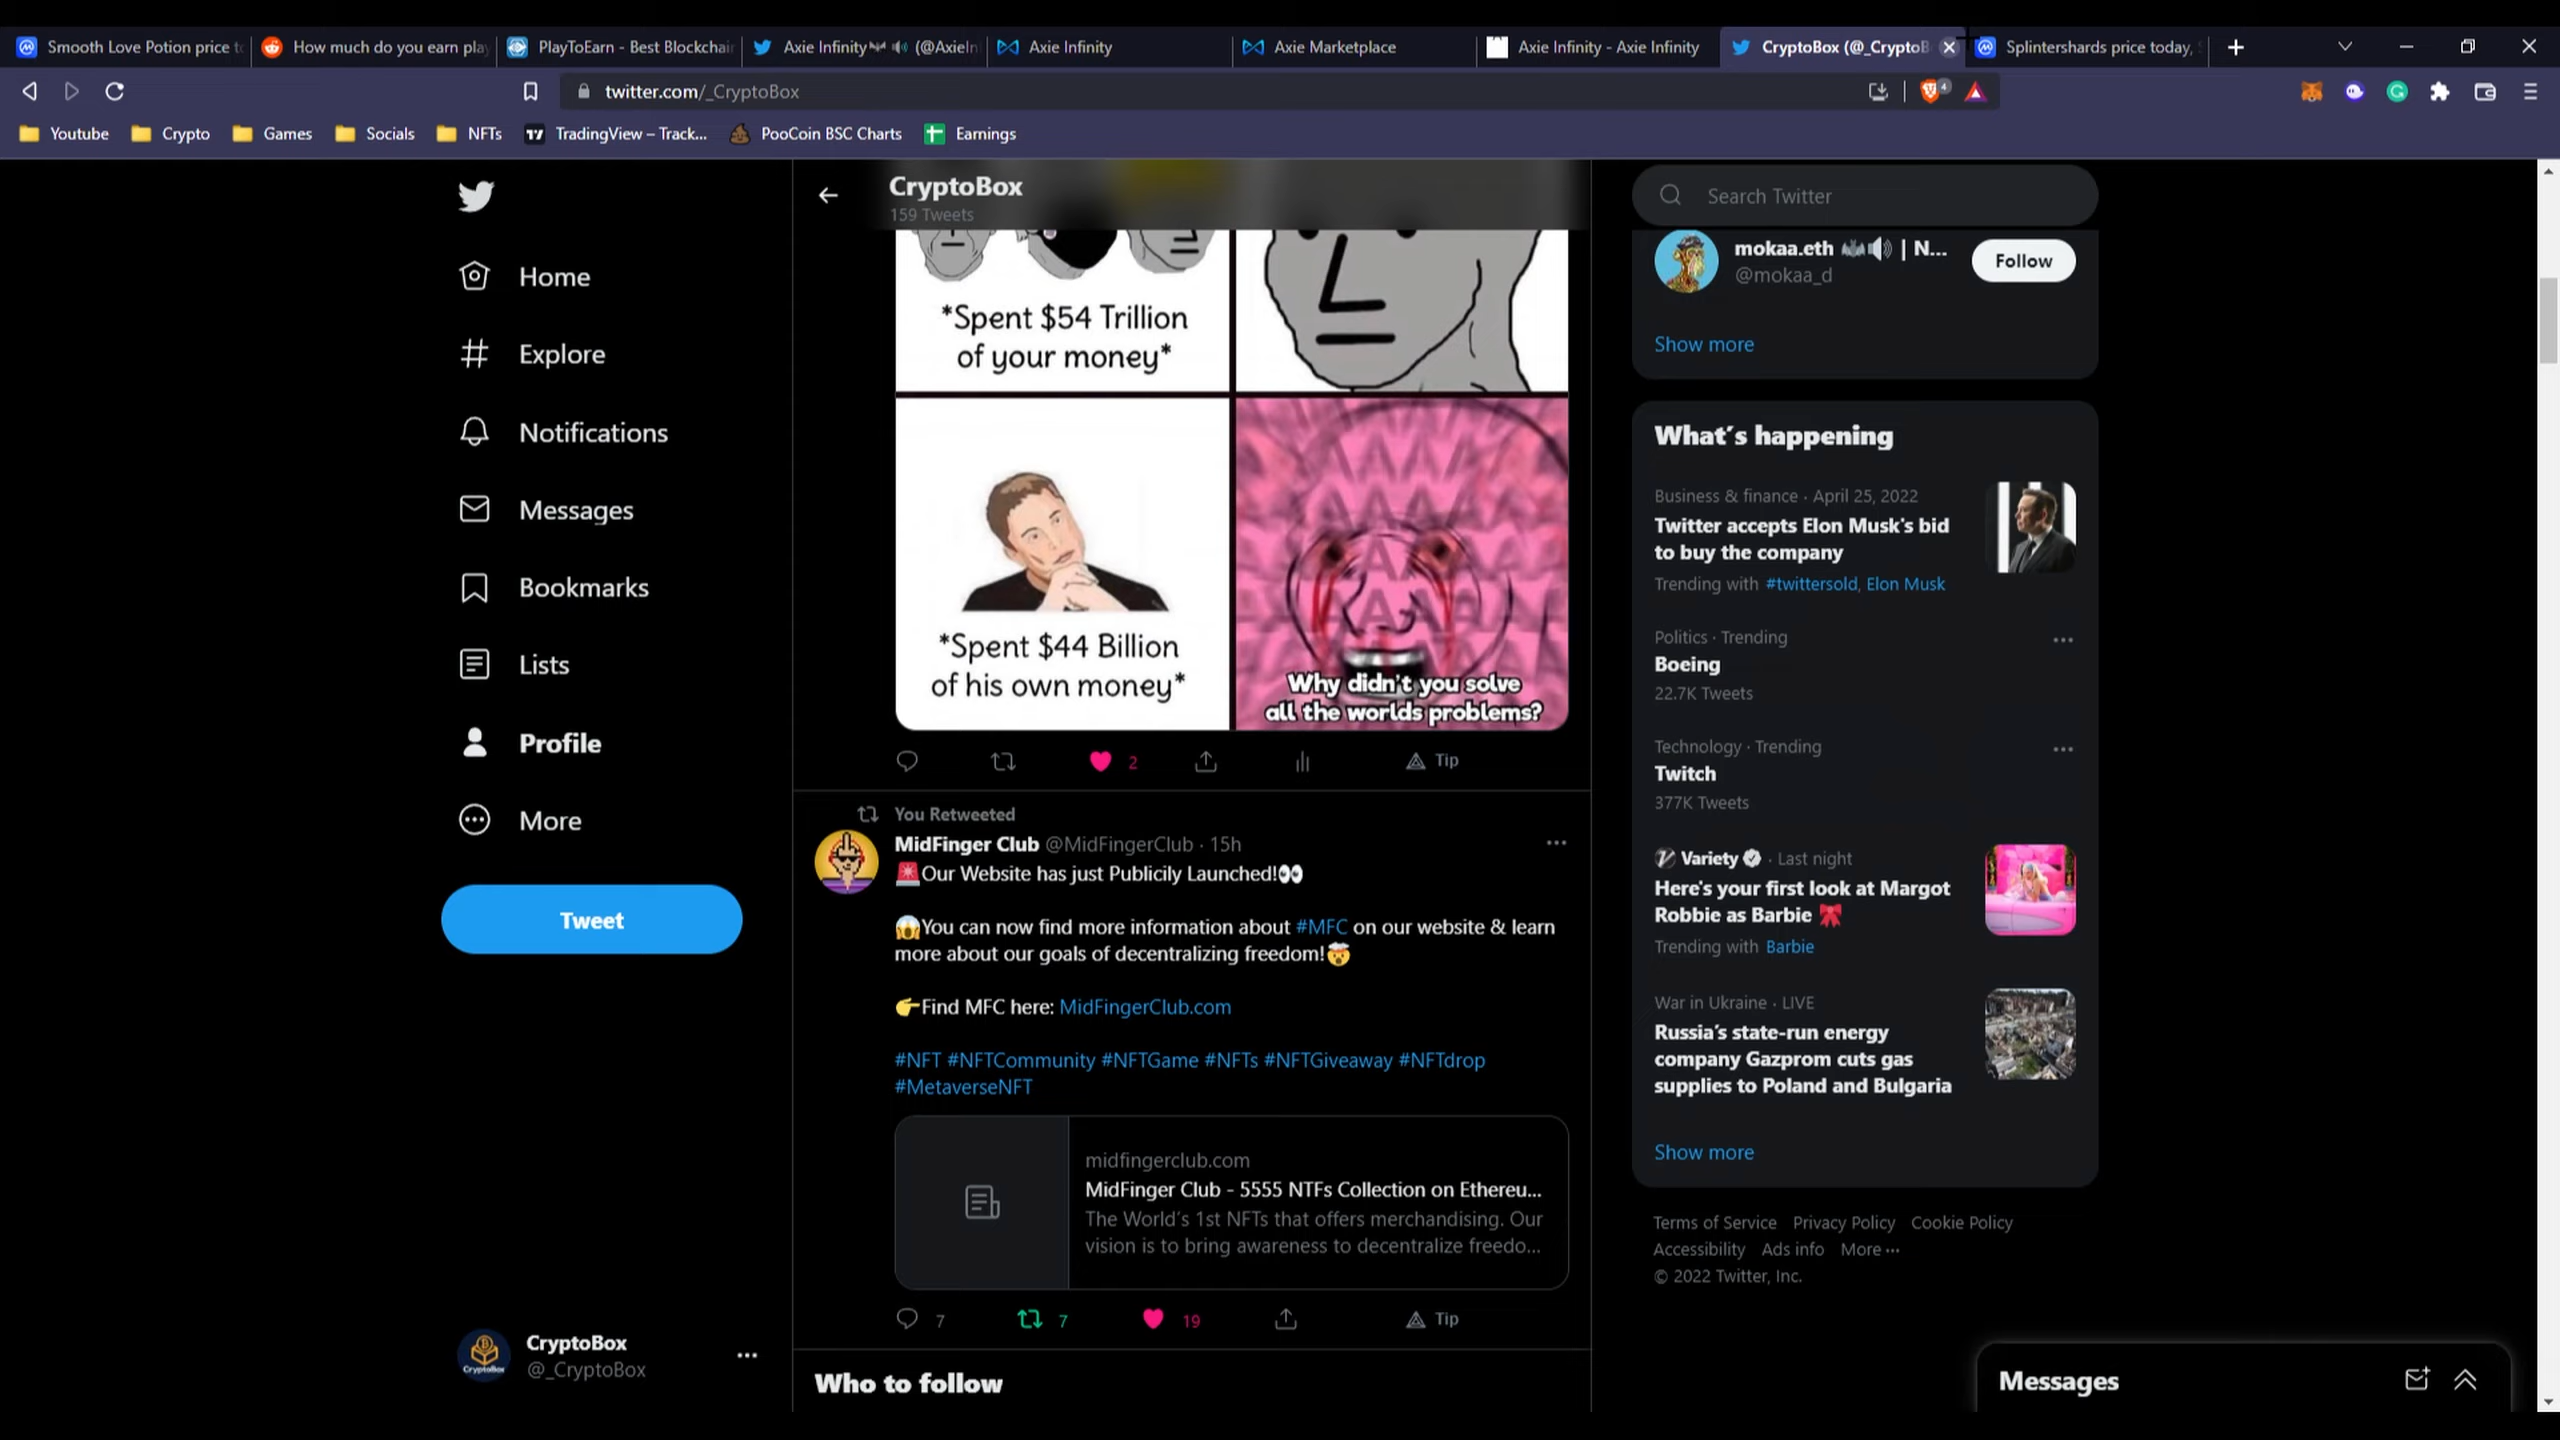 Smooth Love Potion price to
How much do you earn play
PlayToEarn - Best Blockchain
Axie Infinity (@AxieIn
Axie Infinity
Axie Marketplace
Axie Infinity - Axie Infinity
CryptoBox (@_CryptoB
Splintershards price today, S
twitter.com/_CryptoBox
4
Youtube
Crypto
Games
Socials
NFTs
TradingView – Track...
PooCoin BSC Charts
Earnings
Home
Explore
Notifications
Messages
Bookmarks
Lists
Profile
More
Tweet
CryptoBox
@_CryptoBox
CryptoBox
159 Tweets
*Spent $54 Trillion
of your money*
*Spent $44 Billion
of his own money*
Why didn't you solve
all the worlds problems?
2
Tip
You Retweeted
MidFinger Club @MidFingerClub · 15h
🚨Our Website has just Publicily Launched!👀
😱You can now find more information about #MFC on our website & learn
more about our goals of decentralizing freedom!🤯
👉Find MFC here: MidFingerClub.com
#NFT #NFTCommunity #NFTGame #NFTs #NFTGiveaway #NFTdrop
#MetaverseNFT
midfingerclub.com
MidFinger Club - 5555 NTFs Collection on Ethereu...
The World's 1st NFTs that offers merchandising. Our
vision is to bring awareness to decentralize freedo...
7
7
19
Tip
Who to follow
Search Twitter
mokaa.eth 🦇🔊 | N...
@mokaa_d
Follow
Show more
What's happening
Business & finance · April 25, 2022
Twitter accepts Elon Musk's bid
to buy the company
Trending with #twittersold, Elon Musk
Politics · Trending
Boeing
22.7K Tweets
Technology · Trending
Twitch
377K Tweets
Variety · Last night
Here's your first look at Margot
Robbie as Barbie 🎀
Trending with Barbie
War in Ukraine · LIVE
Russia's state-run energy
company Gazprom cuts gas
supplies to Poland and Bulgaria
Show more
Terms of Service Privacy Policy Cookie Policy
Accessibility Ads info More ···
© 2022 Twitter, Inc.
Messages